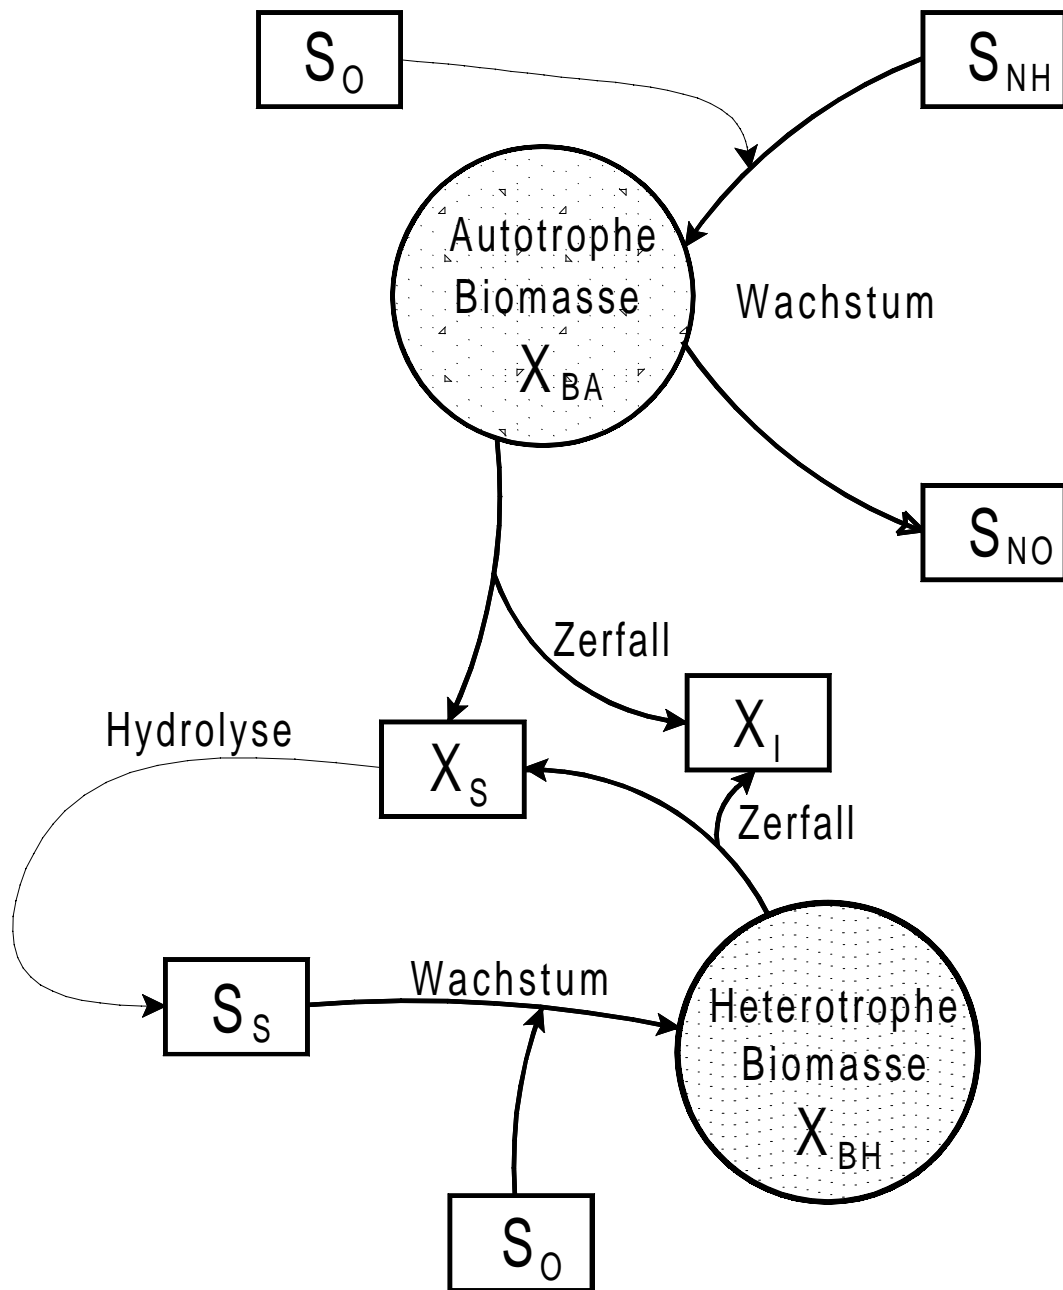 S_O
S_NH
Autotrophe
Biomasse
X_BA
Wachstum
S_NO
Zerfall
X_I
Hydrolyse
X_S
Zerfall
Wachstum
S_S
Heterotrophe
Biomasse
X_BH
S_O